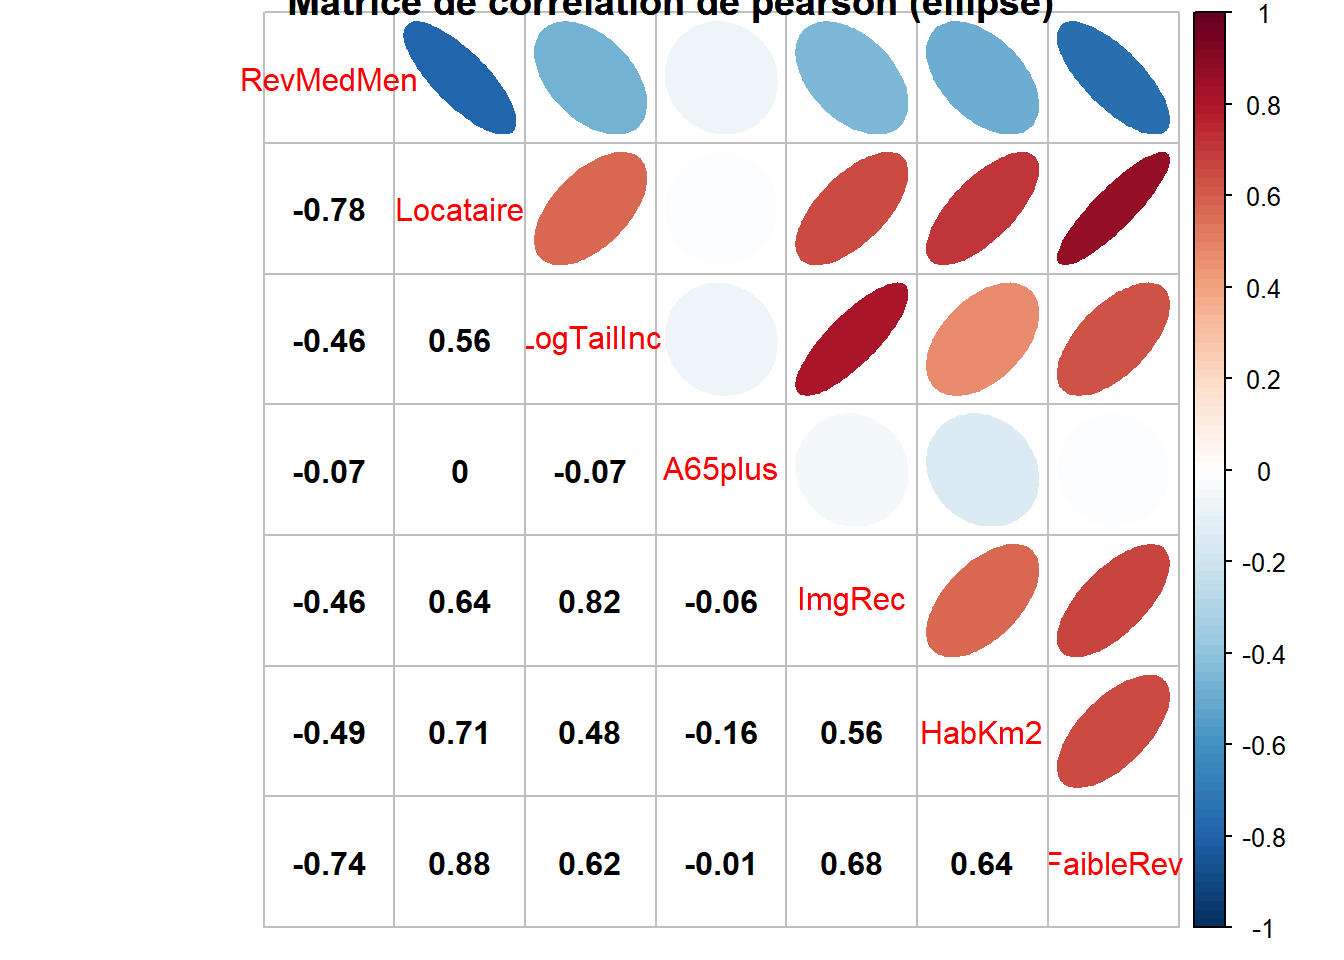 Matrice de corrélation de pearson (ellipse)
RevMedMen
-0.78 Locataire
-0.46 0.56 LogTailInc
-0.07 0 -0.07 A65plus
-0.46 0.64 0.82 -0.06 ImgRec
-0.49 0.71 0.48 -0.16 0.56 HabKm2
-0.74 0.88 0.62 -0.01 0.68 0.64 FaibleRev
1
0.8
0.6
0.4
0.2
0
-0.2
-0.4
-0.6
-0.8
-1